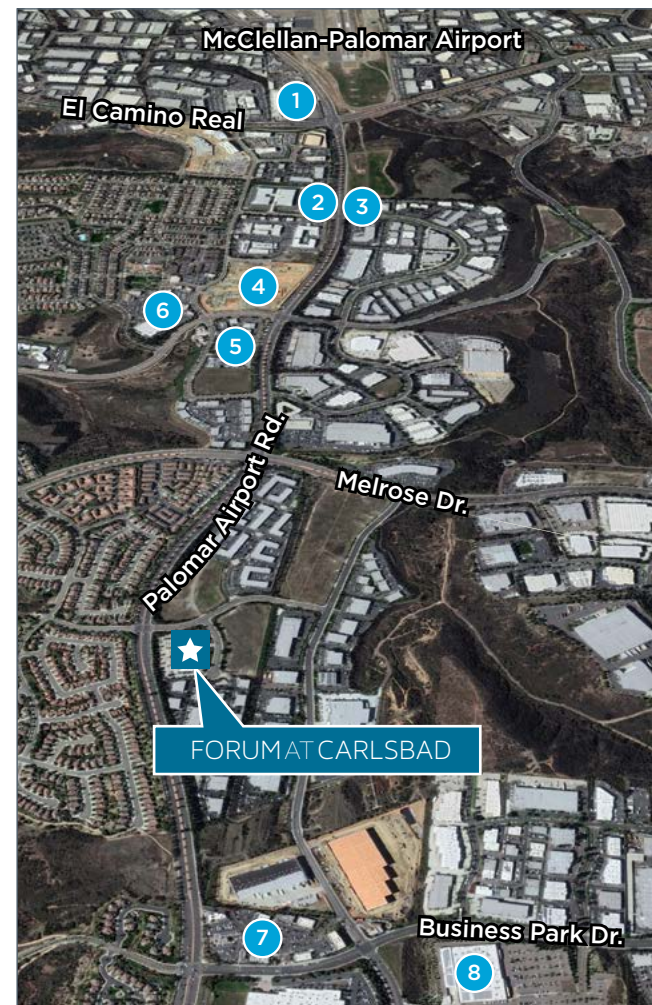 McClellan-Palomar Airport
1
El Camino Real
2
3
4
6
5
Palomar Airport Rd.
Melrose Dr.
FORUM AT CARLSBAD
Business Park Dr.
7
8